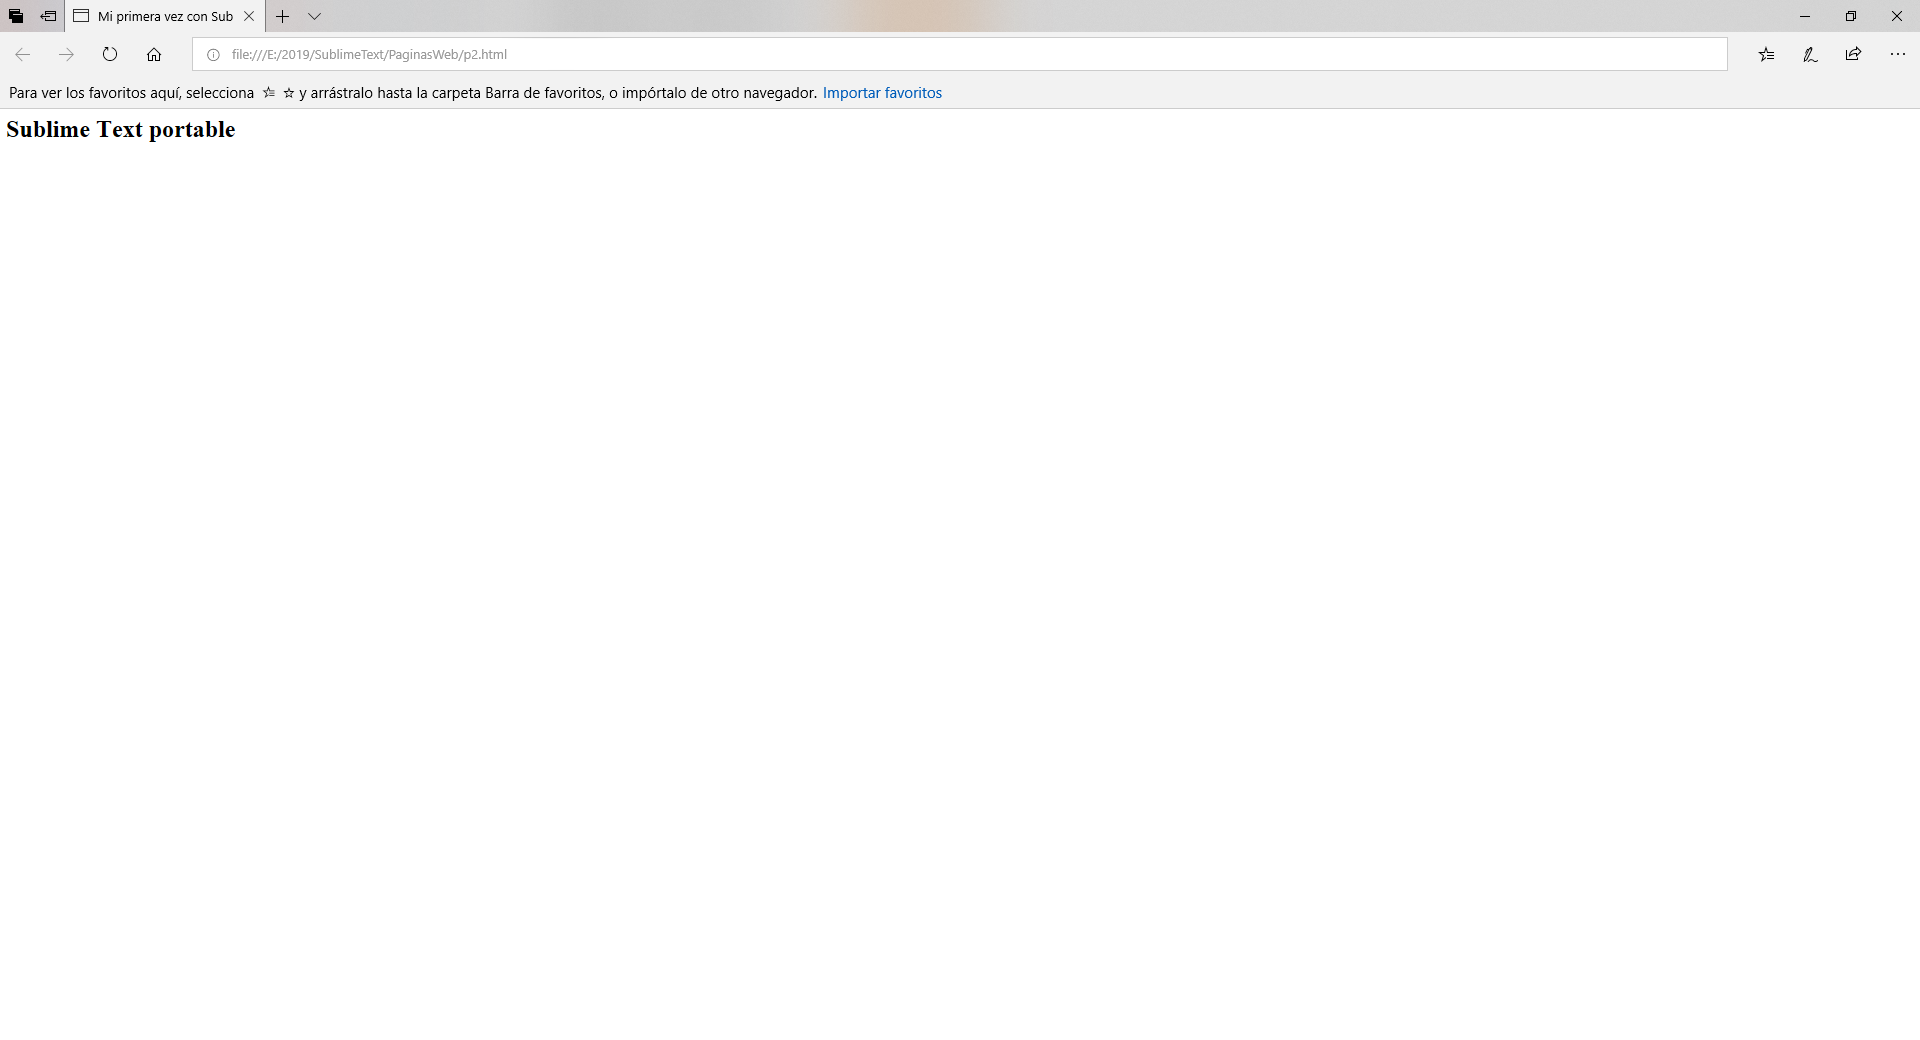 Mi primera vez con Sub
file:///E:/2019/SublimeText/PaginasWeb/p2.html
Para ver los favoritos aquí, selecciona y arrástralo hasta la carpeta Barra de favoritos, o impórtalo de otro navegador. Importar favoritos
Sublime Text portable